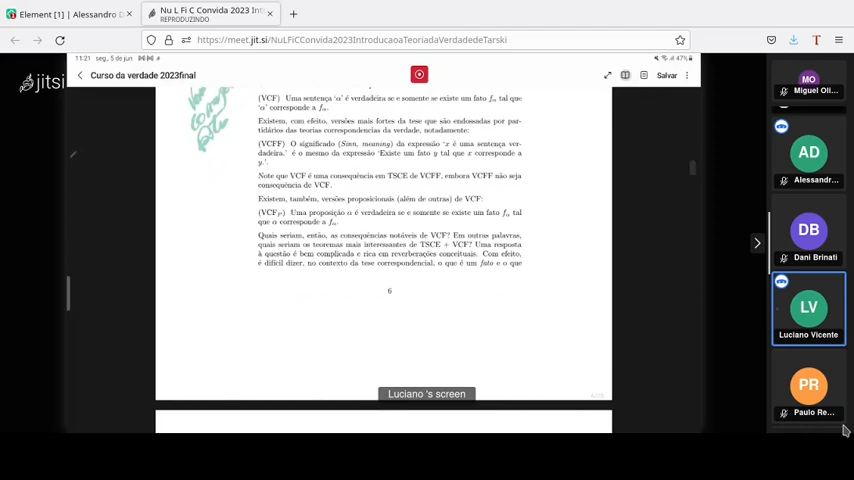 Element [1] | Alessandro D
Nu L FiC Convida 2023 Int
REPRODUZINDO
https://meet.jit.si/NuLFiCConvida2023IntroducaoaTeoriadaVerdadedeTarski
11:21 seg., 5 de jun
47%
jitsi
Curso da verdade 2023final
Salvar
(VCF) Uma sentença ‘α’ é verdadeira se e somente se existe um fato fα tal
que ‘α’ corresponde a fα.
Existem, com efeito, versões mais fortes da tese que são endossadas por par-
tidários das teorias correspondencias da verdade, notadamente:
(VCFF) O significado (Sinn, meaning) da expressão ‘x é uma sentença ver-
dadeira.’ é o mesmo da expressão ‘Existe um fato y tal que x corresponde a
y.’.
Note que VCF é uma consequência em TSCE de VCFF, embora VCFF não seja
consequência de VCF.
Existem, também, versões proposicionais (além de outras) de VCF:
(VCFP) Uma proposição α é verdadeira se e somente se existe um fato fα tal
que α corresponde a fα.
Quais seriam, então, as consequências notáveis de VCF? Em outras palavras,
quais seriam os teoremas mais interessantes de TSCE + VCF? Uma resposta
à questão é bem complicada e rica em reverberações conceituais. Com efeito,
é difícil dizer, no contexto da tese correspondencial, o que é um fato e o que
6
Luciano 's screen
MO
Miguel Oli...
AD
Alessandr...
DB
Dani Brinati
LV
Luciano Vicente
PR
Paulo Re...